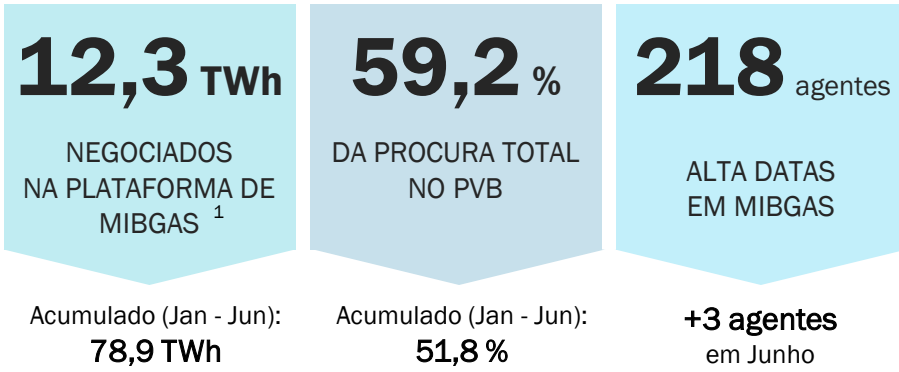 12,3 TWh
NEGOCIADOS
NA PLATAFORMA DE
MIBGAS 1
Acumulado (Jan - Jun):
78,9 TWh
59,2 %
DA PROCURA TOTAL
NO PVB
Acumulado (Jan - Jun):
51,8 %
218 agentes
ALTA DATAS
EM MIBGAS
+3 agentes
em Junho